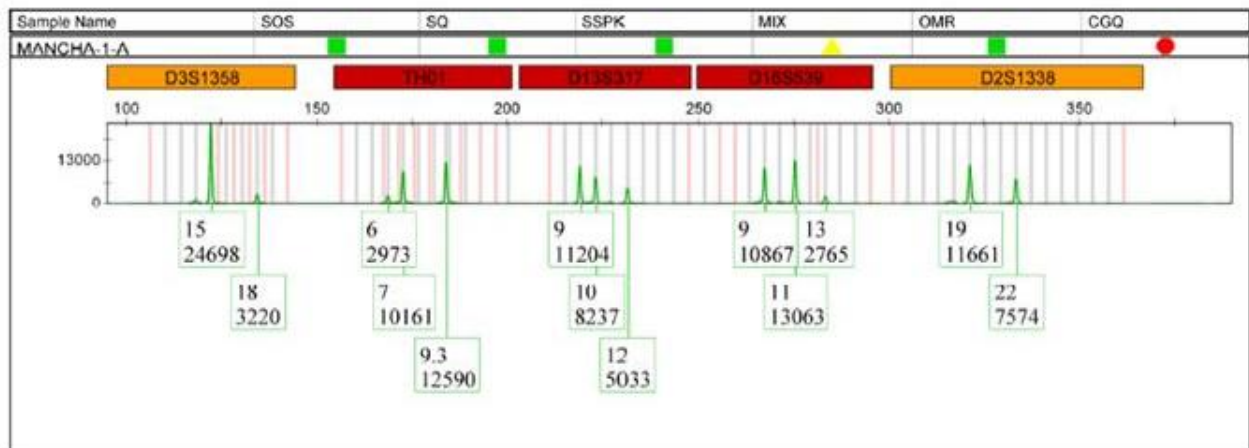 Sample Name SOS SQ SSPK MIX OMR CGQ
MANCHA-1-A
D3S1358 TH01 D13S317 D16S539 D2S1338
100 150 200 250 300 350
13000
0
15 6 9 9 13 19
24698 2973 11204 10867 2765 11661
18 7 10 11 22
3220 10161 8237 13063 7574
9.3 12
12590 5033